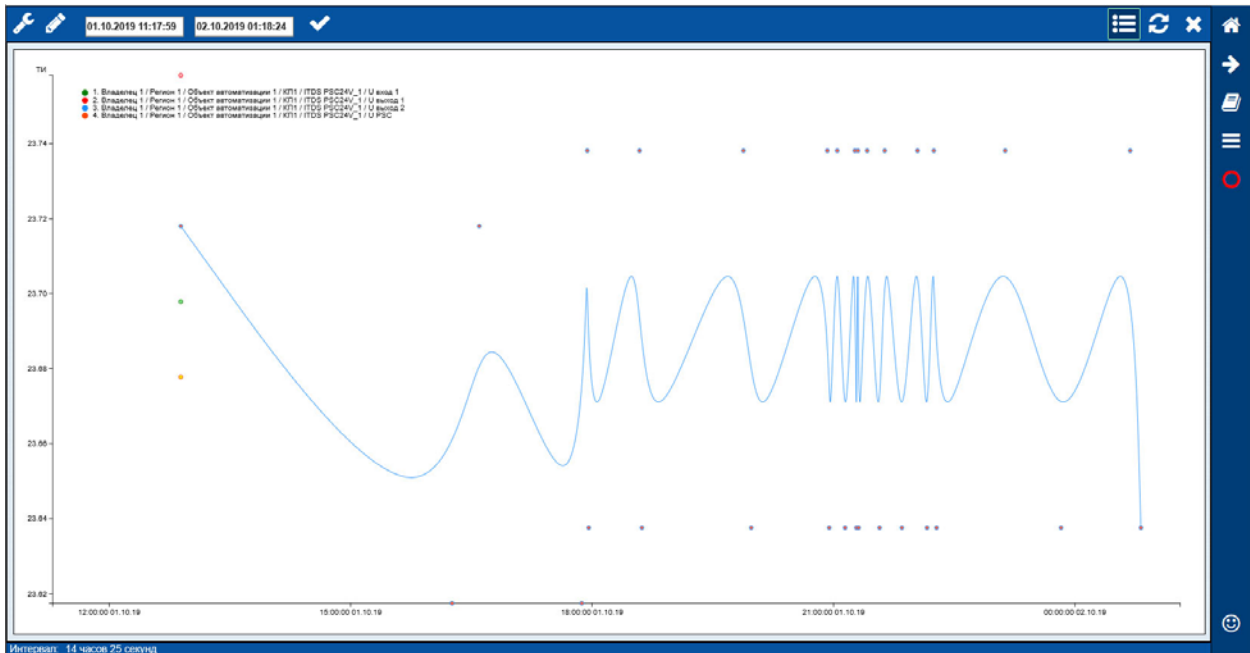 01.10.2019 11:17:59 02.10.2019 01:18:24
ТИ
1. Владелец 1 / Регион 1 / Объект автоматизации 1 / КП1 / ITDS PSC24V_1 / U вход 1
2. Владелец 1 / Регион 1 / Объект автоматизации 1 / КП1 / ITDS PSC24V_1 / U выход 1
3. Владелец 1 / Регион 1 / Объект автоматизации 1 / КП1 / ITDS PSC24V_1 / U выход 2
4. Владелец 1 / Регион 1 / Объект автоматизации 1 / КП1 / ITDS PSC24V_1 / U PSC
23.74
23.72
23.70
23.68
23.66
23.64
23.62
12:00:00 01.10.19 15:00:00 01.10.19 18:00:00 01.10.19 21:00:00 01.10.19 00:00:00 02.10.19
Интервал: 14 часов 25 секунд